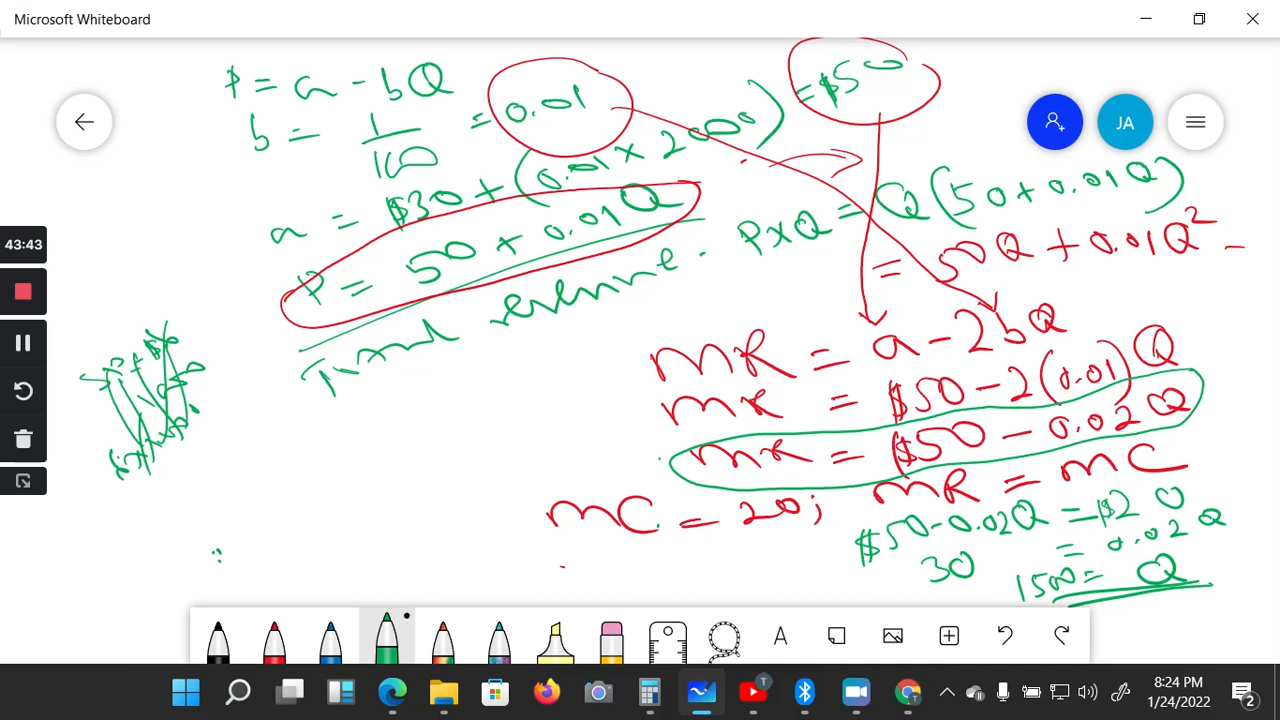 Microsoft Whiteboard
P = a - bQ
b = 1/100 = 0.01
a = $30 + (0.01 x 2000) = $50
P = 50 + 0.01Q
Total revenue. PxQ = Q(50 + 0.01Q)
= 50Q + 0.01Q² -
MR = a - 2bQ
MR = $50 - 2(0.01)Q
MR = $50 - 0.02Q
MC = 20; MR = MC
$50 - 0.02Q = $20
30 = 0.02Q
1500 = Q
JA
43:43
A
T
8:24 PM
1/24/2022
2